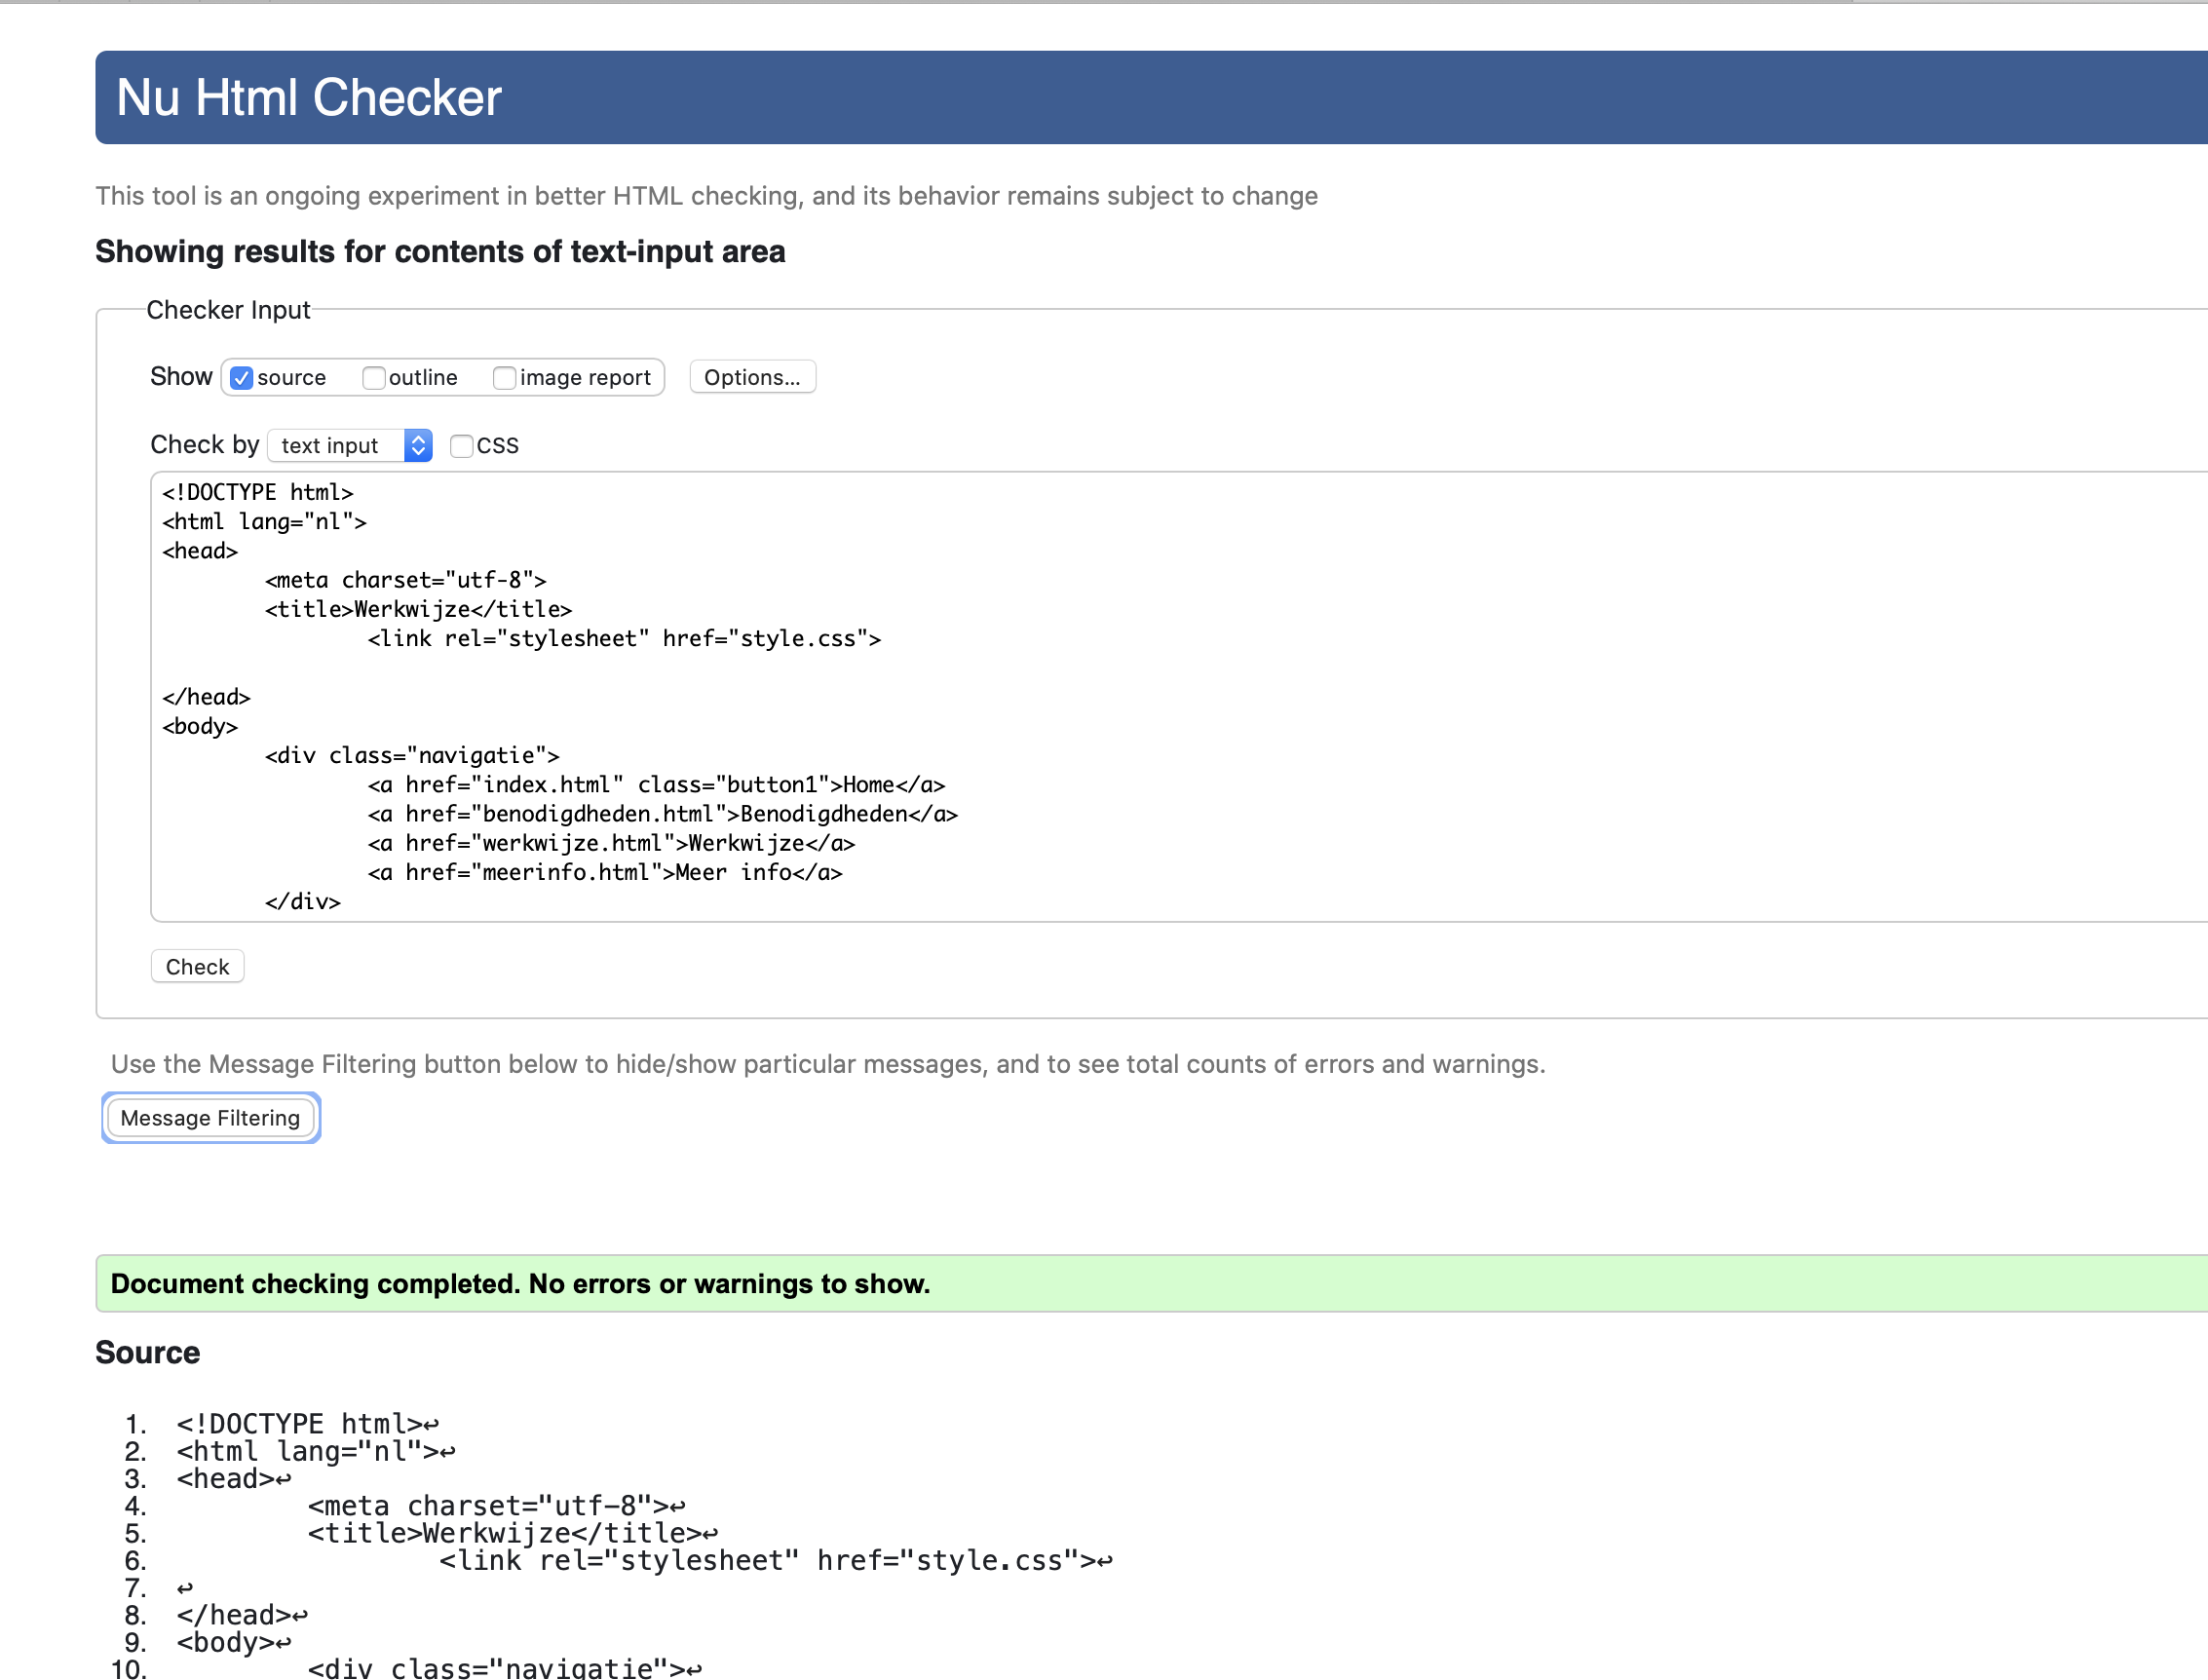 Nu Html Checker
This tool is an ongoing experiment in better HTML checking, and its behavior remains subject to change
Showing results for contents of text-input area
Checker Input
Show source outline image report Options...
Check by text input CSS
<!DOCTYPE html>
<html lang="nl">
<head>
<meta charset="utf-8">
<title>Werkwijze</title>
<link rel="stylesheet" href="style.css">
</head>
<body>
<div class="navigatie">
<a href="index.html" class="button1">Home</a>
<a href="benodigdheden.html">Benodigdheden</a>
<a href="werkwijze.html">Werkwijze</a>
<a href="meerinfo.html">Meer info</a>
</div>
Check
Use the Message Filtering button below to hide/show particular messages, and to see total counts of errors and warnings.
Message Filtering
Document checking completed. No errors or warnings to show.
Source
1. <!DOCTYPE html>↩
2. <html lang="nl">↩
3. <head>↩
4. <meta charset="utf-8">↩
5. <title>Werkwijze</title>↩
6. <link rel="stylesheet" href="style.css">↩
7. ↩
8. </head>↩
9. <body>↩
10. <div class="navigatie">↩